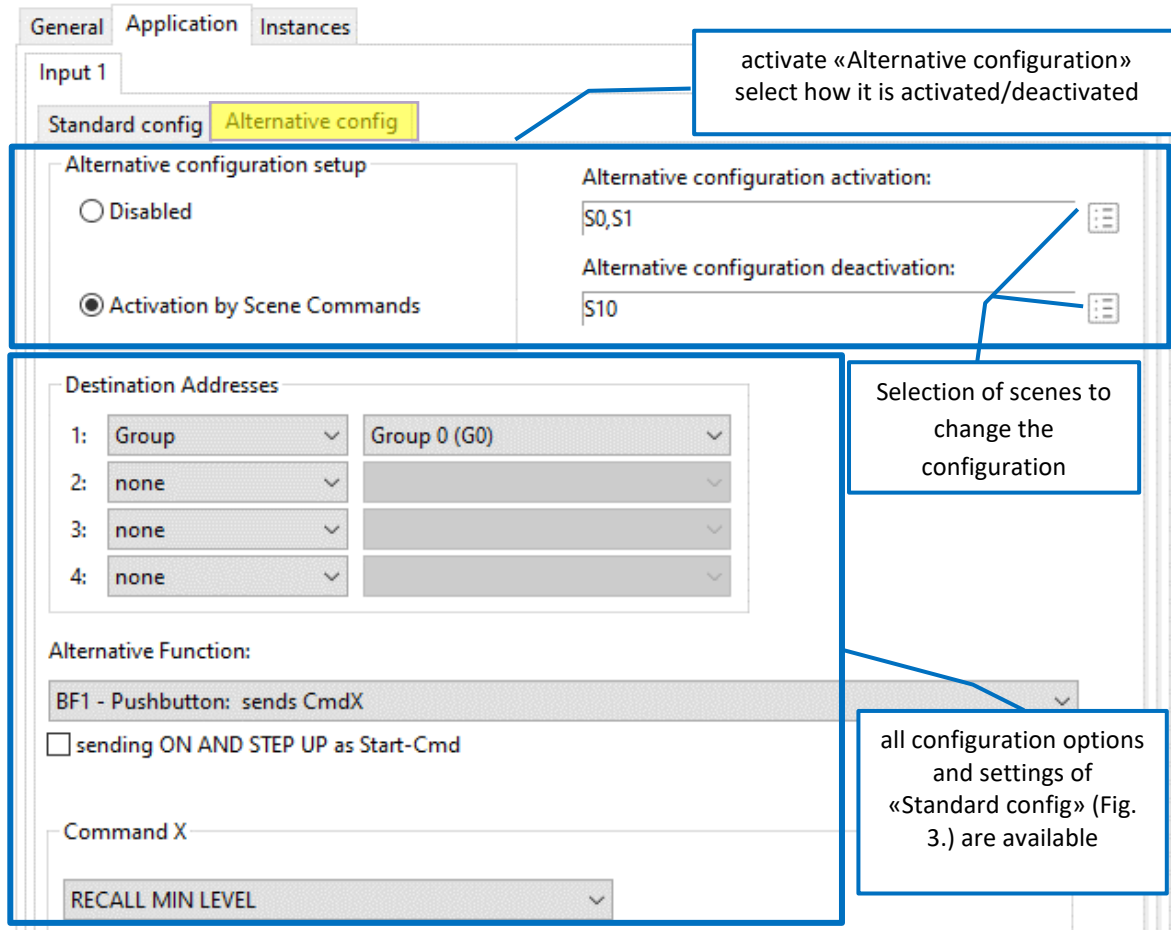 General Application Instances
Input 1
activate «Alternative configuration»
select how it is activated/deactivated
Standard config Alternative config
Alternative configuration setup
Disabled
Activation by Scene Commands
Alternative configuration activation:
S0,S1
Alternative configuration deactivation:
S10
Selection of scenes to
change the
configuration
Destination Addresses
1: Group Group 0 (G0)
2: none
3: none
4: none
Alternative Function:
BF1 - Pushbutton: sends CmdX
sending ON AND STEP UP as Start-Cmd
all configuration options
and settings of
«Standard config» (Fig.
3.) are available
Command X
RECALL MIN LEVEL